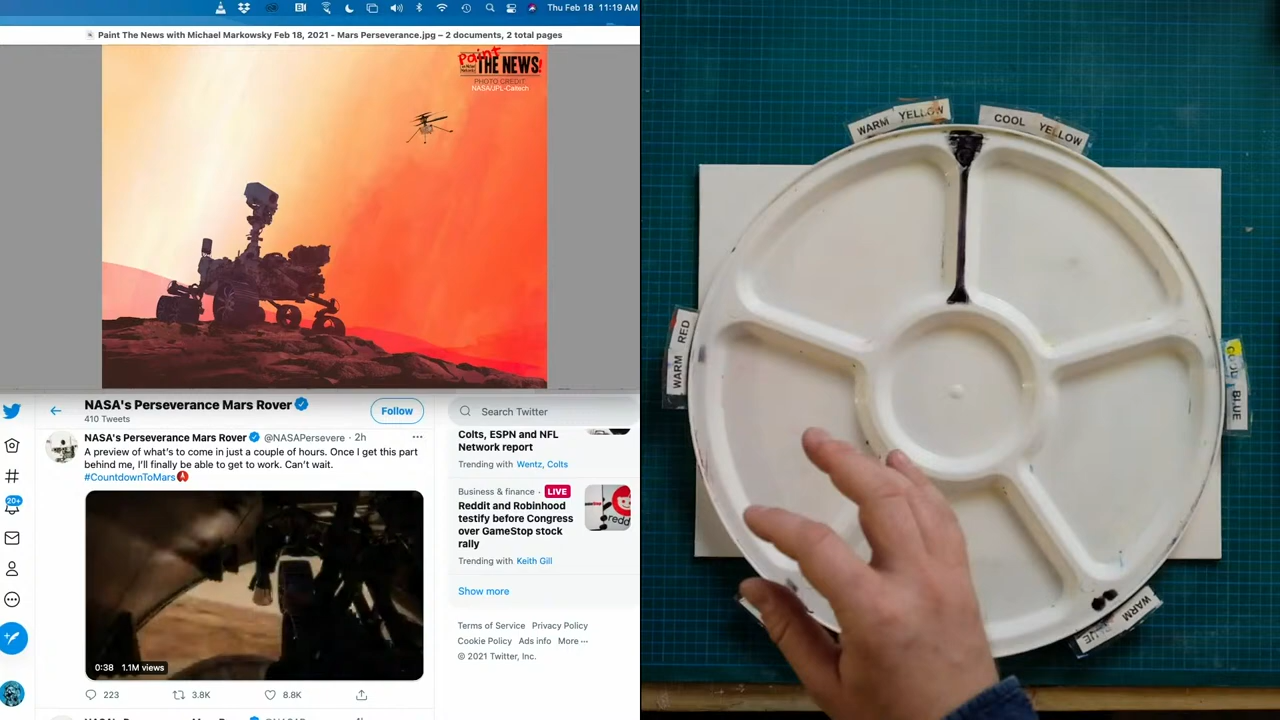 Thu Feb 18 11:19 AM
Paint The News with Michael Markowsky Feb 18, 2021 - Mars Perseverance.jpg – 2 documents, 2 total pages
Paint
THE NEWS!
PHOTO CREDIT:
NASA/JPL-Caltech
NASA's Perseverance Mars Rover
410 Tweets
Follow
NASA's Perseverance Mars Rover @NASAPersevere · 2h
A preview of what's to come in just a couple of hours. Once I get this part
behind me, I'll finally be able to get to work. Can't wait.
#CountdownToMars
0:38 1.1M views
223 3.8K 8.8K
20+
Search Twitter
Colts, ESPN and NFL
Network report
Trending with Wentz, Colts
Business & finance · LIVE
Reddit and Robinhood
testify before Congress
over GameStop stock
rally
Trending with Keith Gill
Show more
Terms of Service Privacy Policy
Cookie Policy Ads info More ···
© 2021 Twitter, Inc.
WARM YELLOW
COOL YELLOW
WARM RED
COOL BLUE
WARM BLUE